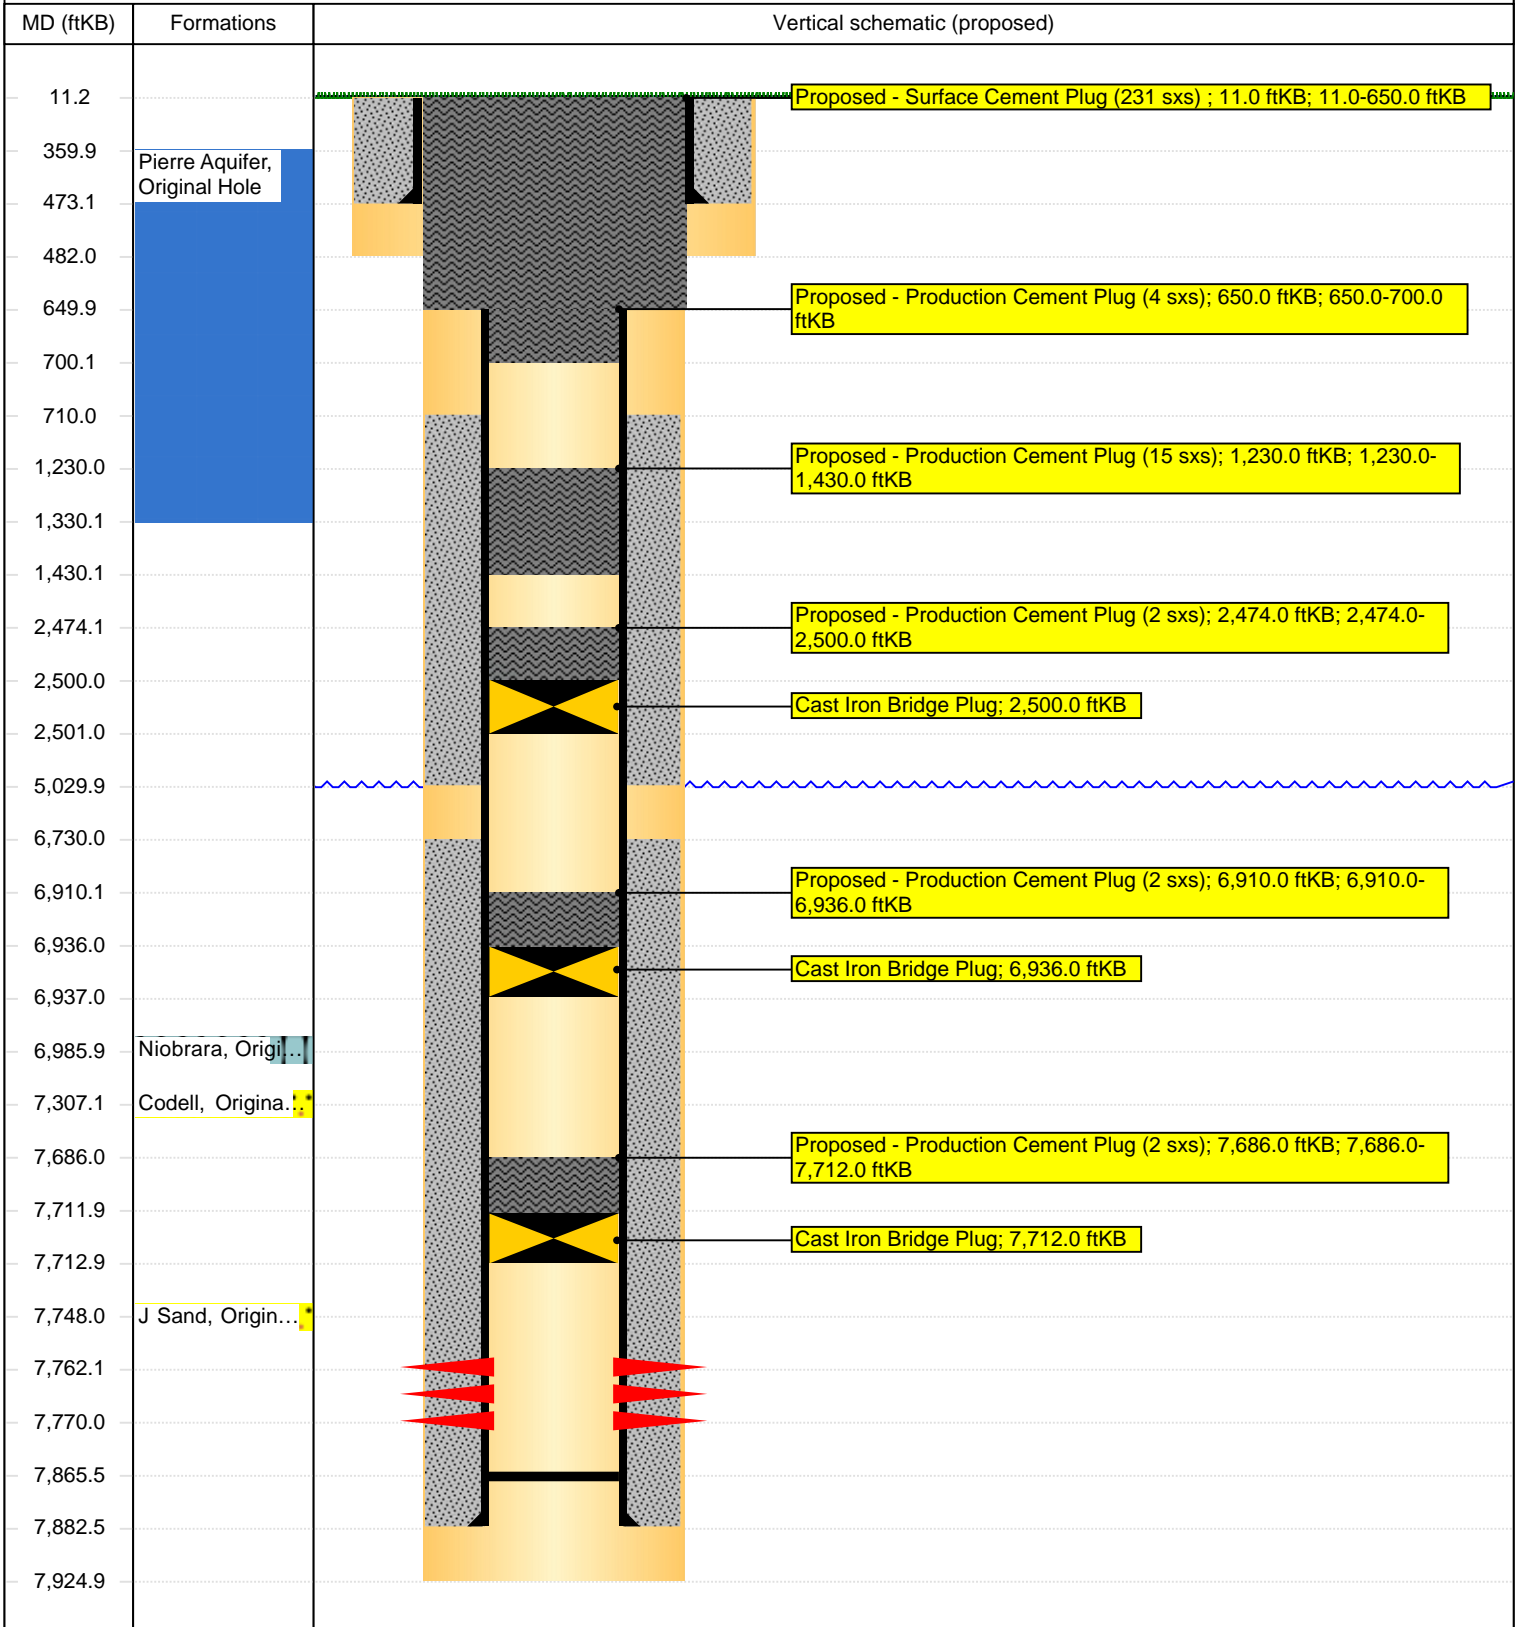 MD (ftKB)
Formations
Vertical schematic (proposed)
11.2
Proposed - Surface Cement Plug (231 sxs) ; 11.0 ftKB; 11.0-650.0 ftKB
359.9
Pierre Aquifer,
Original Hole
473.1
482.0
649.9
Proposed - Production Cement Plug (4 sxs); 650.0 ftKB; 650.0-700.0
ftKB
700.1
710.0
1,230.0
Proposed - Production Cement Plug (15 sxs); 1,230.0 ftKB; 1,230.0-
1,430.0 ftKB
1,330.1
1,430.1
2,474.1
Proposed - Production Cement Plug (2 sxs); 2,474.0 ftKB; 2,474.0-
2,500.0 ftKB
2,500.0
Cast Iron Bridge Plug; 2,500.0 ftKB
2,501.0
5,029.9
6,730.0
6,910.1
Proposed - Production Cement Plug (2 sxs); 6,910.0 ftKB; 6,910.0-
6,936.0 ftKB
6,936.0
Cast Iron Bridge Plug; 6,936.0 ftKB
6,937.0
6,985.9
Niobrara, Origi...
7,307.1
Codell, Origina...
7,686.0
Proposed - Production Cement Plug (2 sxs); 7,686.0 ftKB; 7,686.0-
7,712.0 ftKB
7,711.9
Cast Iron Bridge Plug; 7,712.0 ftKB
7,712.9
7,748.0
J Sand, Origin...
7,762.1
7,770.0
7,865.5
7,882.5
7,924.9